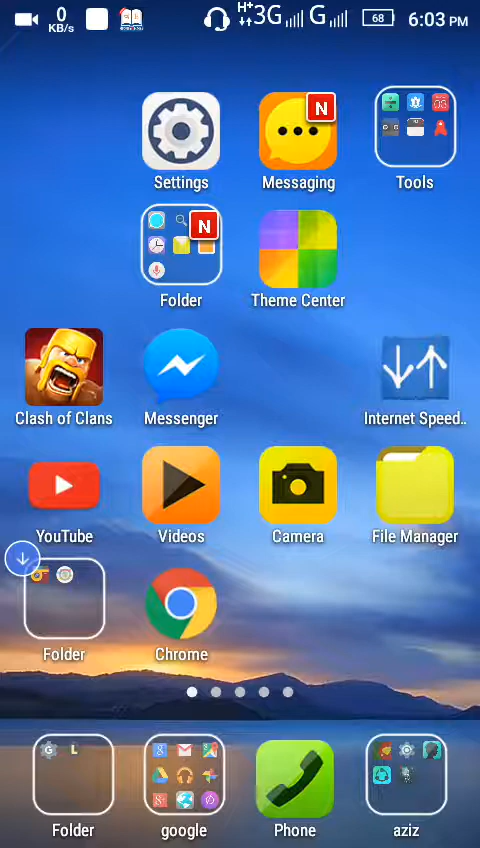 0 KB/s H+ 3G G 68 6:03 PM
N
Settings Messaging Tools
N
Folder Theme Center
Clash of Clans Messenger Internet Speed..
YouTube Videos Camera File Manager
Folder Chrome
L
Folder google Phone aziz